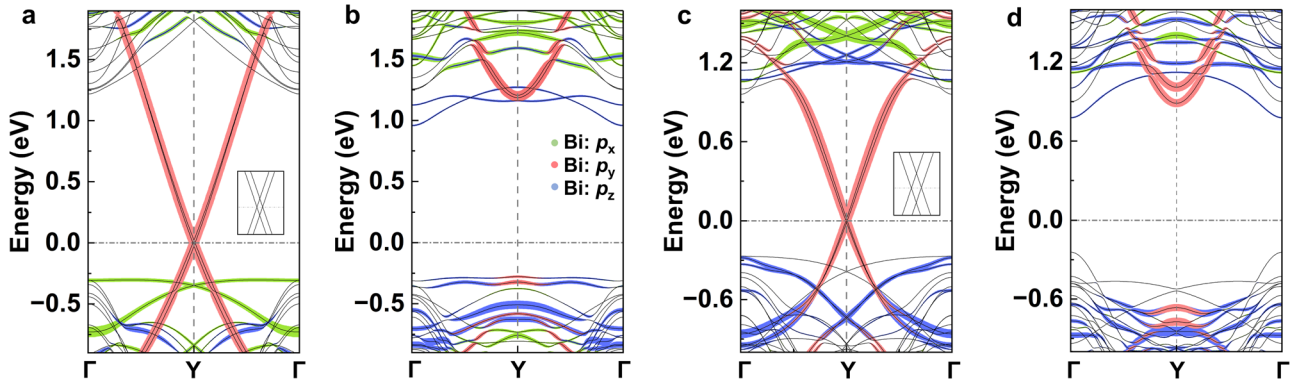 a
b
c
d
Energy (eV)
1.5
1.0
0.5
0.0
−0.5
Γ
Y
Γ
Energy (eV)
1.5
1.0
0.5
0.0
−0.5
Bi: px
Bi: py
Bi: pz
Γ
Y
Γ
Energy (eV)
1.2
0.6
0.0
−0.6
Γ
Y
Γ
Energy (eV)
1.2
0.6
0.0
−0.6
Γ
Y
Γ